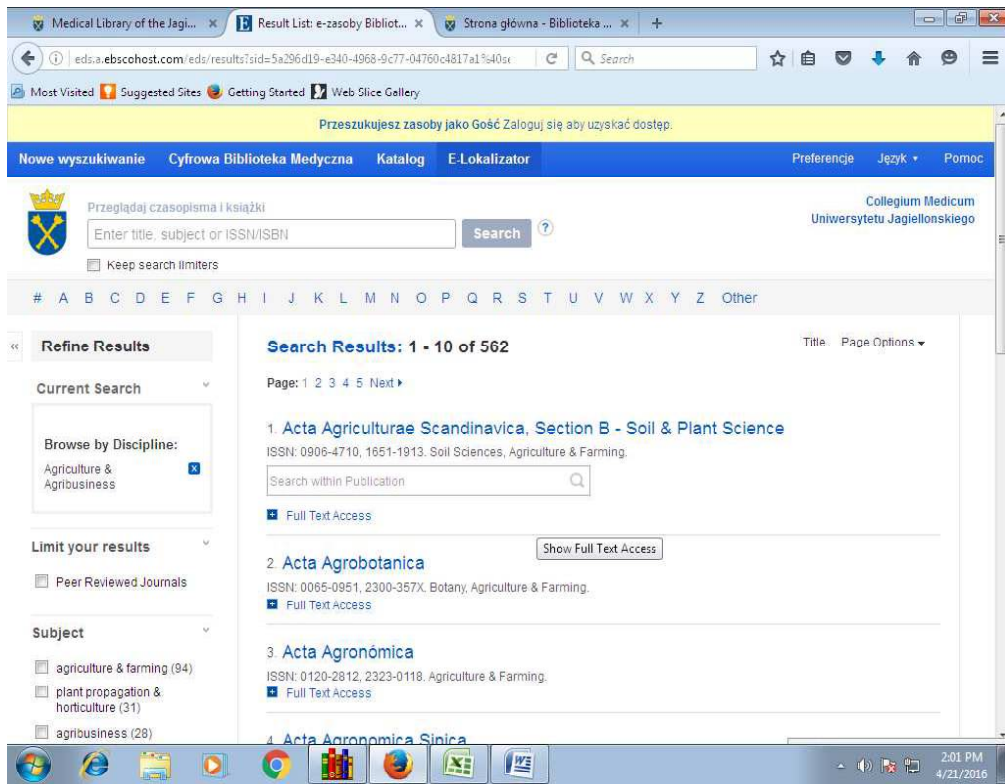 Medical Library of the Jagi... × Result List: e-zasoby Bibliot... × Strona główna - Biblioteka ... × +
eds.a.ebscohost.com/eds/results?sid=5a296d19-e340-4968-9c77-04760c4817a1%40se Search
Most Visited Suggested Sites Getting Started Web Slice Gallery
Przeszukujesz zasoby jako Gość Zaloguj się aby uzyskać dostęp.
Nowe wyszukiwanie Cyfrowa Biblioteka Medyczna Katalog E-Lokalizator Preferencje Język Pomoc
Przeglądaj czasopisma i książki
Collegium Medicum
Uniwersytetu Jagiellonskiego
Enter title, subject or ISSN/ISBN Search ?
Keep search limiters
# A B C D E F G H I J K L M N O P Q R S T U V W X Y Z Other
« Refine Results
Current Search
Browse by Discipline:
Agriculture &
Agribusiness x
Limit your results
Peer Reviewed Journals
Subject
agriculture & farming (94)
plant propagation &
horticulture (31)
agribusiness (28)
Search Results: 1 - 10 of 562
Title Page Options
Page: 1 2 3 4 5 Next
1. Acta Agriculturae Scandinavica, Section B - Soil & Plant Science
ISSN: 0906-4710, 1651-1913. Soil Sciences, Agriculture & Farming.
Search within Publication
Full Text Access
Show Full Text Access
2. Acta Agrobotanica
ISSN: 0065-0951, 2300-357X. Botany, Agriculture & Farming.
Full Text Access
3. Acta Agronómica
ISSN: 0120-2812, 2323-0118. Agriculture & Farming.
Full Text Access
4. Acta Agronomica Sinica
2:01 PM
4/21/2016